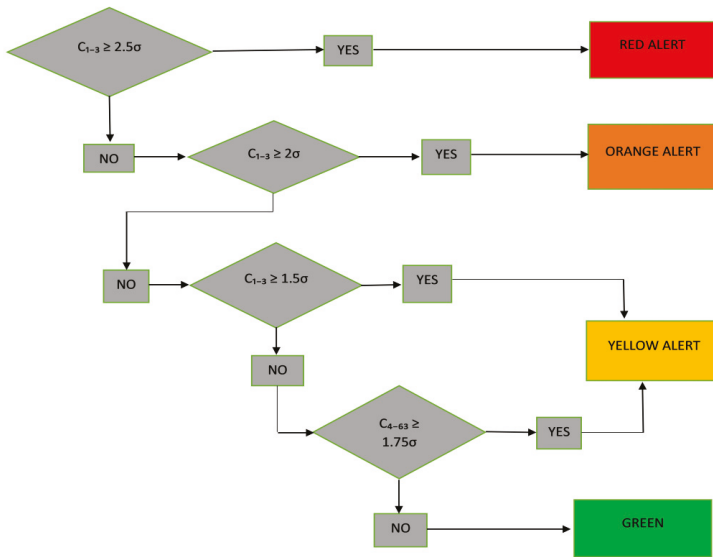 C₁₋₃ ≥ 2.5σ
YES
RED ALERT
NO
C₁₋₃ ≥ 2σ
YES
ORANGE ALERT
NO
C₁₋₃ ≥ 1.5σ
YES
YELLOW ALERT
NO
C₄₋₆₃ ≥
1.75σ
YES
NO
GREEN